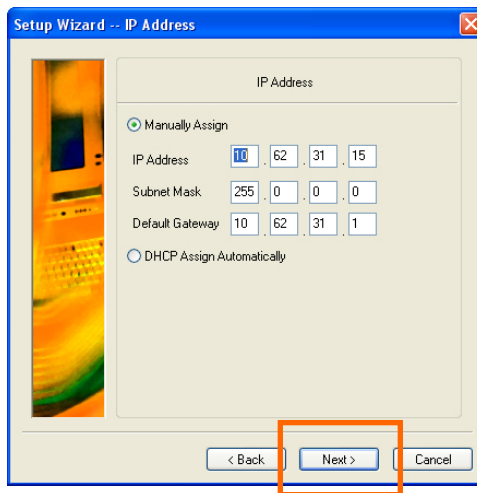 Setup Wizard -- IP Address
IP Address
Manually Assign
IP Address 10 . 62 . 31 . 15
Subnet Mask 255 . 0 . 0 . 0
Default Gateway 10 . 62 . 31 . 1
DHCP Assign Automatically
< Back Next > Cancel